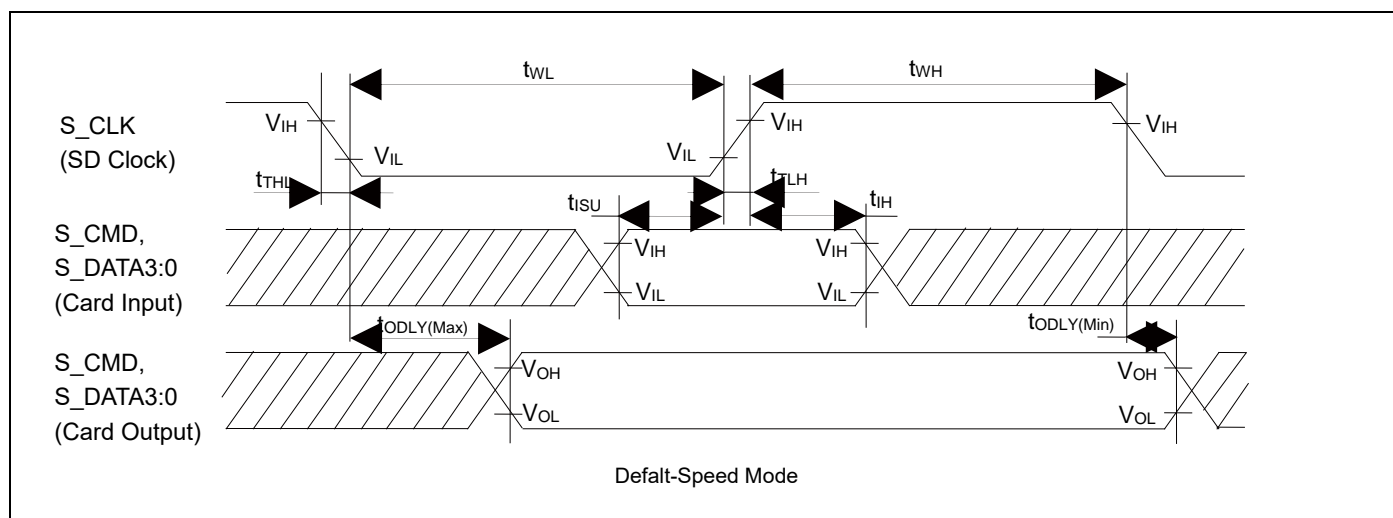 tWL
tWH
S_CLK
(SD Clock)
VIH
VIL
VIL
VIH
VIH
tTHL
tTLH
tISU
tIH
S_CMD,
S_DATA3:0
(Card Input)
VIH
VIL
VIH
VIL
tODLY(Max)
tODLY(Min)
S_CMD,
S_DATA3:0
(Card Output)
VOH
VOL
VOH
VOL
Defalt-Speed Mode